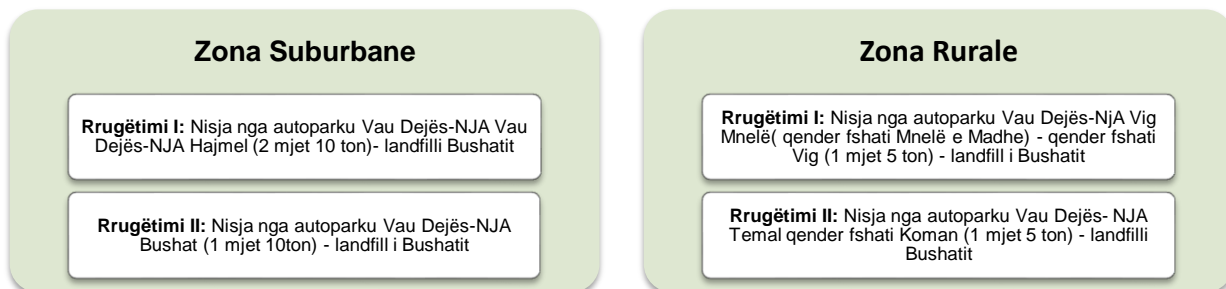 Zona Suburbane
Rrugëtimi I: Nisja nga autoparku Vau Dejës-NJA Vau
Dejës-NJA Hajmel (2 mjet 10 ton)- landfilli Bushatit
Rrugëtimi II: Nisja nga autoparku Vau Dejës-NJA
Bushat (1 mjet 10ton) - landfill i Bushatit
Zona Rurale
Rrugëtimi I: Nisja nga autoparku Vau Dejës-NjA Vig
Mnelë( qender fshati Mnelë e Madhe) - qender fshati
Vig (1 mjet 5 ton) - landfill i Bushatit
Rrugëtimi II: Nisja nga autoparku Vau Dejës- NJA
Temal qender fshati Koman (1 mjet 5 ton) - landfilli
Bushatit